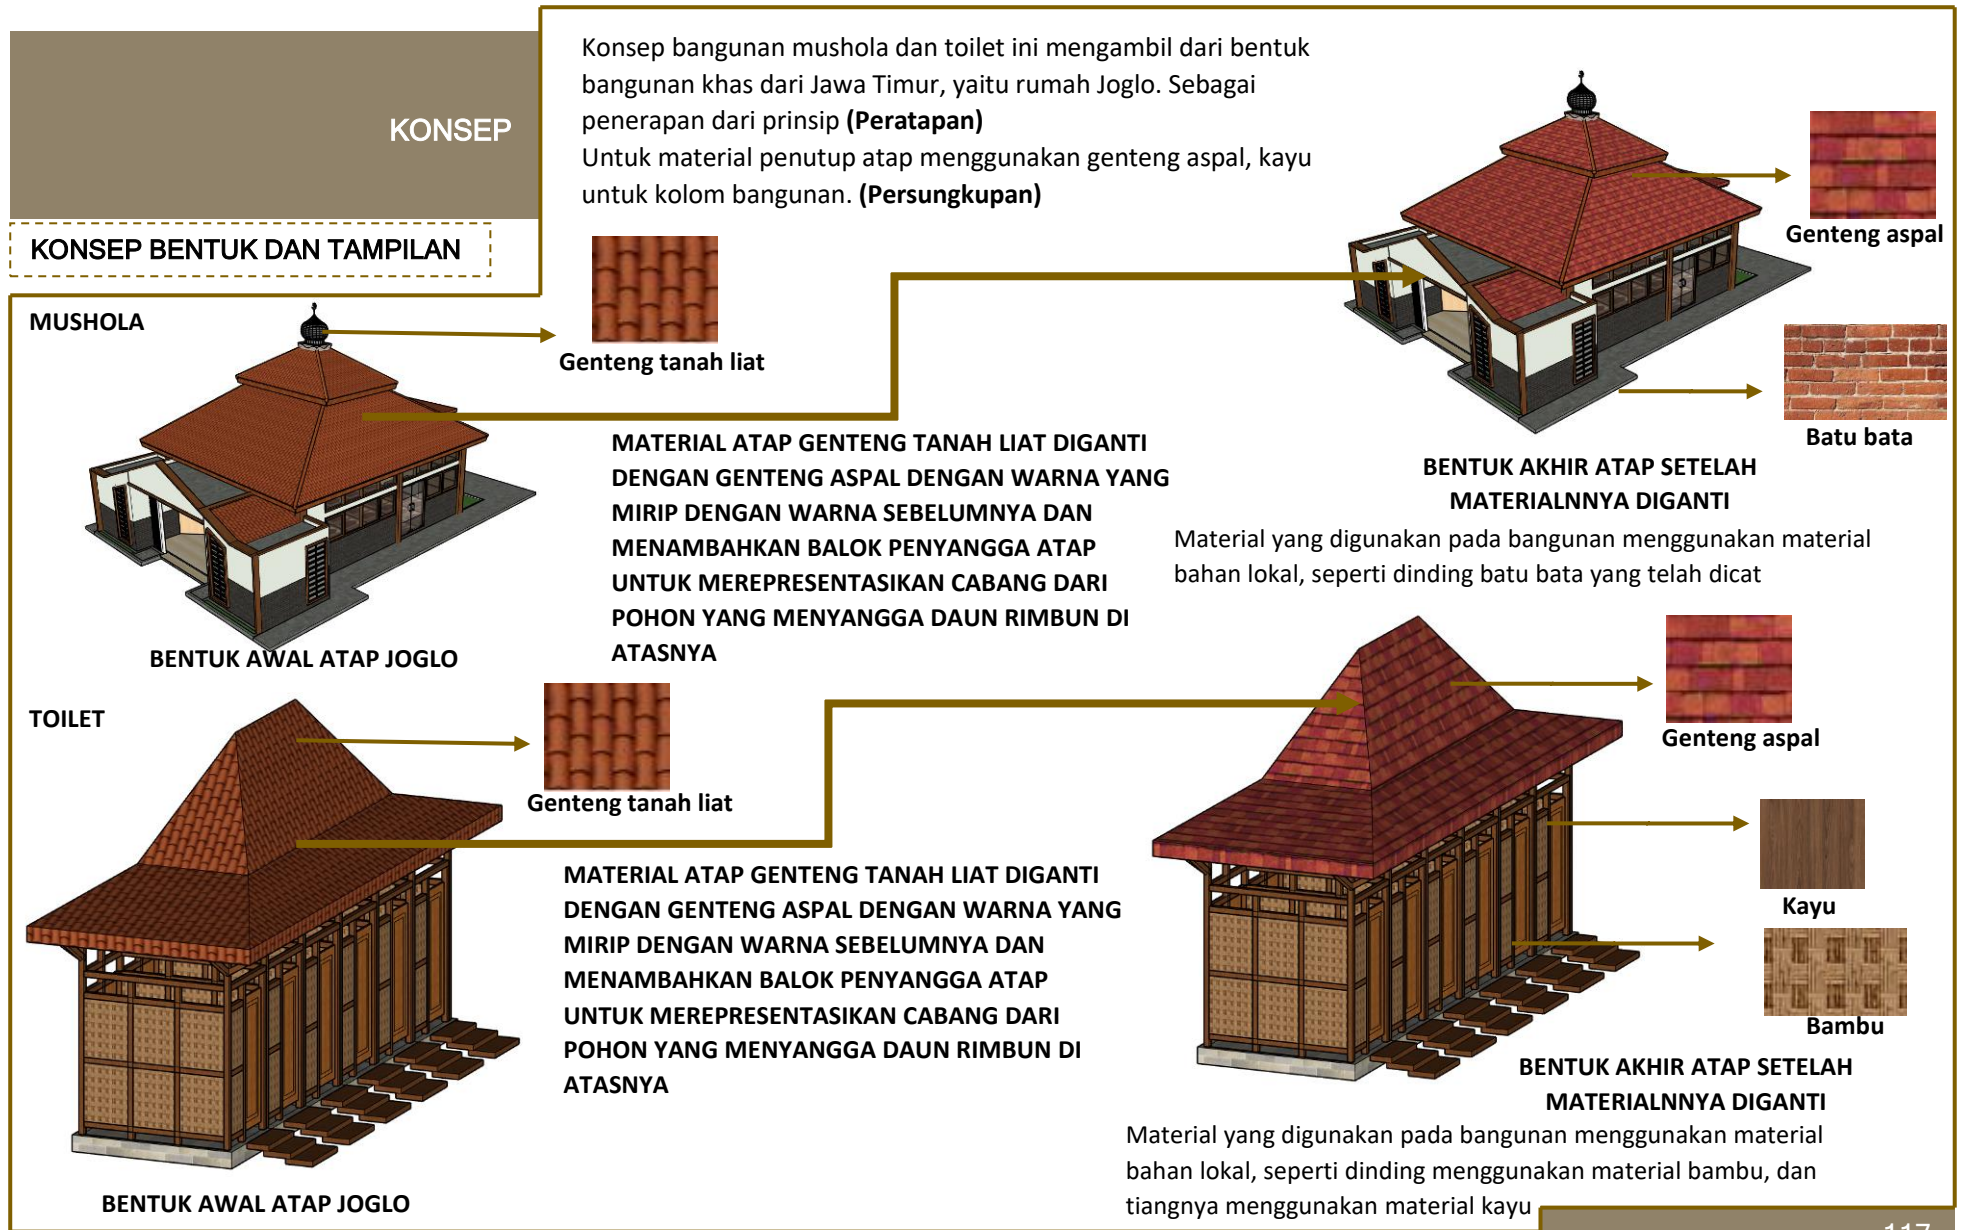 KONSEP
KONSEP BENTUK DAN TAMPILAN
Konsep bangunan mushola dan toilet ini mengambil dari bentuk
bangunan khas dari Jawa Timur, yaitu rumah Joglo. Sebagai
penerapan dari prinsip (Peratapan)
Untuk material penutup atap menggunakan genteng aspal, kayu
untuk kolom bangunan. (Persungkupan)
MUSHOLA
Genteng tanah liat
BENTUK AWAL ATAP JOGLO
MATERIAL ATAP GENTENG TANAH LIAT DIGANTI
DENGAN GENTENG ASPAL DENGAN WARNA YANG
MIRIP DENGAN WARNA SEBELUMNYA DAN
MENAMBAHKAN BALOK PENYANGGA ATAP
UNTUK MEREPRESENTASIKAN CABANG DARI
POHON YANG MENYANGGA DAUN RIMBUN DI
ATASNYA
Genteng aspal
Batu bata
BENTUK AKHIR ATAP SETELAH
MATERIALNNYA DIGANTI
Material yang digunakan pada bangunan menggunakan material
bahan lokal, seperti dinding batu bata yang telah dicat
TOILET
Genteng tanah liat
BENTUK AWAL ATAP JOGLO
MATERIAL ATAP GENTENG TANAH LIAT DIGANTI
DENGAN GENTENG ASPAL DENGAN WARNA YANG
MIRIP DENGAN WARNA SEBELUMNYA DAN
MENAMBAHKAN BALOK PENYANGGA ATAP
UNTUK MEREPRESENTASIKAN CABANG DARI
POHON YANG MENYANGGA DAUN RIMBUN DI
ATASNYA
Genteng aspal
Kayu
Bambu
BENTUK AKHIR ATAP SETELAH
MATERIALNNYA DIGANTI
Material yang digunakan pada bangunan menggunakan material
bahan lokal, seperti dinding menggunakan material bambu, dan
tiangnya menggunakan material kayu
117